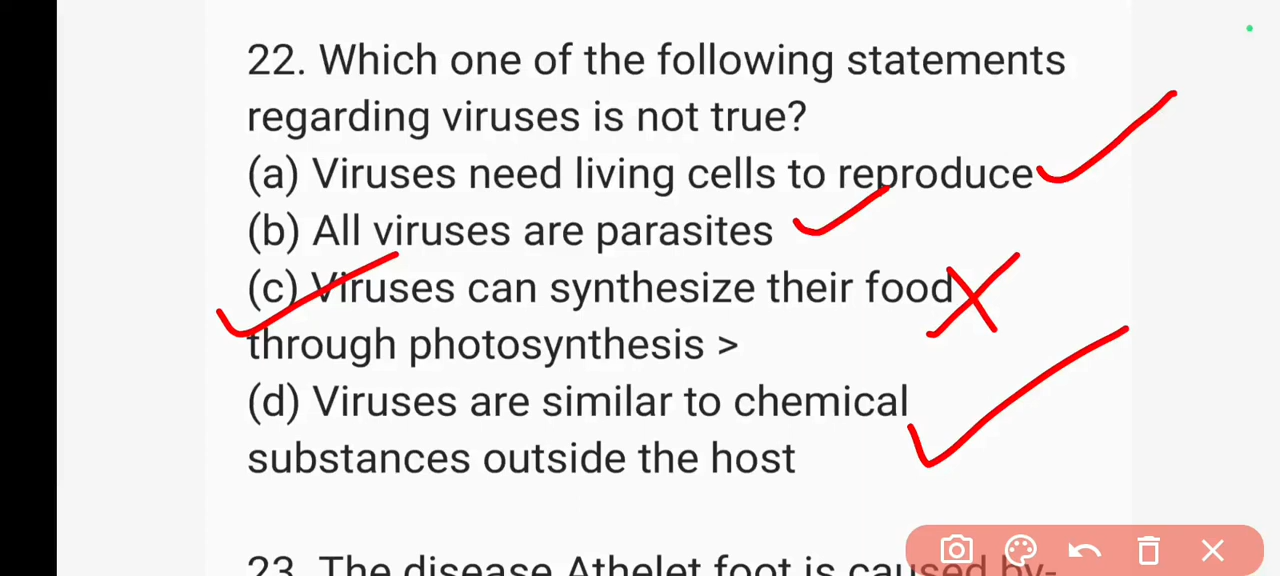 22. Which one of the following statements
regarding viruses is not true?
(a) Viruses need living cells to reproduce
(b) All viruses are parasites
(c) Viruses can synthesize their food
through photosynthesis >
(d) Viruses are similar to chemical
substances outside the host
23. The disease Athelet foot is caused by-